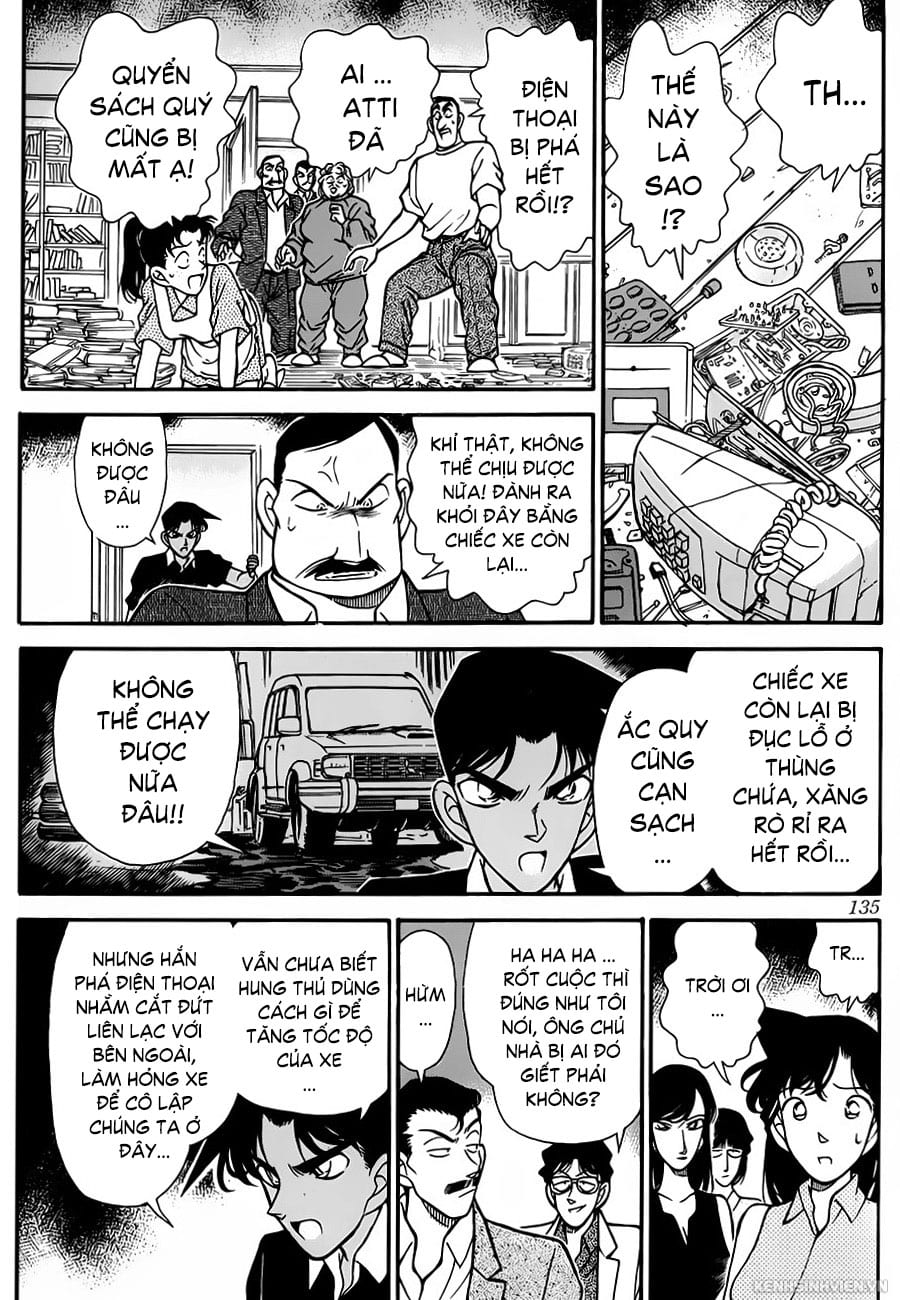 TH...
THẾ
NÀY
LÀ
SAO
!?
ĐIỆN
THOẠI
BỊ PHÁ
HẾT
RỒI!?
AI ...
ATTI
ĐÃ
QUYỂN
SÁCH QUÝ
CŨNG BỊ
MẤT Ạ!
KHỈ THẬT, KHÔNG
THỂ CHỊU ĐƯỢC
NỮA! ĐÀNH RA
KHỎI ĐÂY BẰNG
CHIẾC XE CÒN
LẠI...
KHÔNG
ĐƯỢC
ĐÂU
...
CHIẾC XE
CÒN LẠI BỊ
ĐỤC LỖ Ở
THÙNG
CHỨA, XĂNG
RÒ RỈ RA
HẾT RỒI...
ẮC QUY
CŨNG
CẠN
SẠCH
...
KHÔNG
THỂ CHẠY
ĐƯỢC
NỮA
ĐÂU!!
135
TR...
TRỜI ƠI
...
HA HA HA ...
RỐT CUỘC THÌ
ĐÚNG NHƯ TÔI
NÓI, ÔNG CHỦ
NHÀ BỊ AI ĐÓ
GIẾT PHẢI
KHÔNG?
HỪM
...
VẪN CHƯA BIẾT
HUNG THỦ DÙNG
CÁCH GÌ ĐỂ
TĂNG TỐC ĐỘ
CỦA XE
...
NHƯNG HẮN
PHÁ ĐIỆN THOẠI
NHẰM CẮT ĐỨT
LIÊN LẠC VỚI
BÊN NGOÀI,
LÀM HỎNG XE
ĐỂ CÔ LẬP
CHÚNG TA Ở
ĐÂY...
KENHSINHVIEN.VN